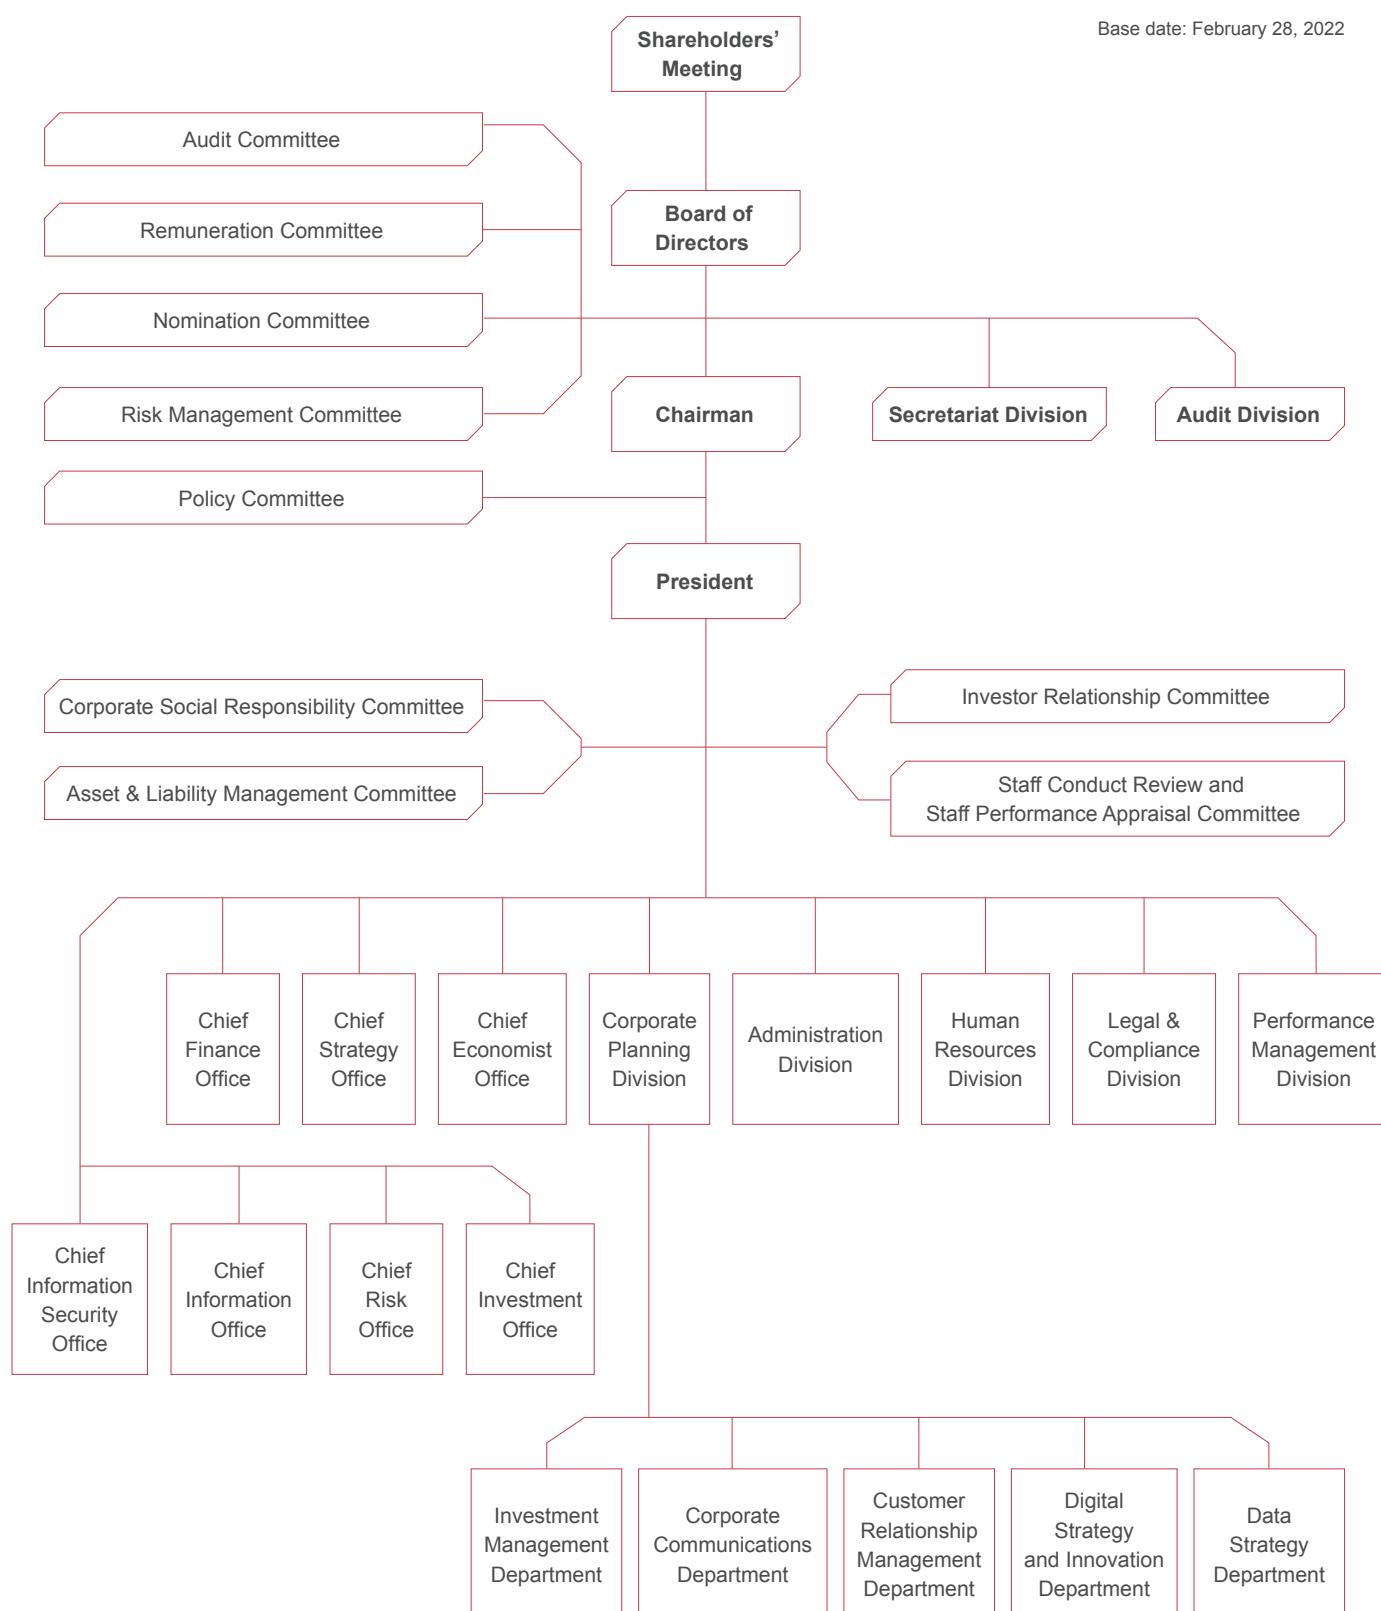 Base date: February 28, 2022
Shareholders’
Meeting
Audit Committee
Remuneration Committee
Board of
Directors
Nomination Committee
Risk Management Committee
Chairman
Secretariat Division
Audit Division
Policy Committee
President
Corporate Social Responsibility Committee
Investor Relationship Committee
Asset & Liability Management Committee
Staff Conduct Review and
Staff Performance Appraisal Committee
Chief
Finance
Office
Chief
Strategy
Office
Chief
Economist
Office
Corporate
Planning
Division
Administration
Division
Human
Resources
Division
Legal &
Compliance
Division
Performance
Management
Division
Chief
Information
Security
Office
Chief
Information
Office
Chief
Risk
Office
Chief
Investment
Office
Investment
Management
Department
Corporate
Communications
Department
Customer
Relationship
Management
Department
Digital
Strategy
and Innovation
Department
Data
Strategy
Department